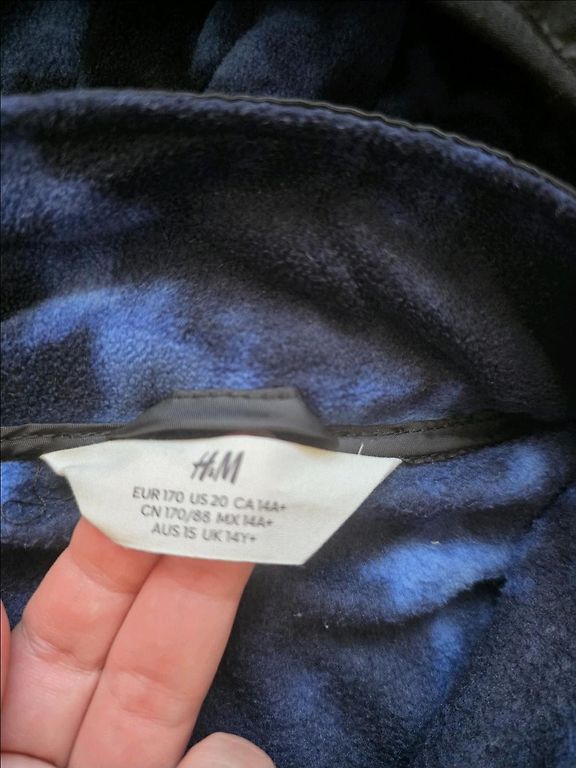 H&M
EUR 170 US 20 CA 14A+
CN 170/88 MX 14A+
AUS 15 UK 14Y+